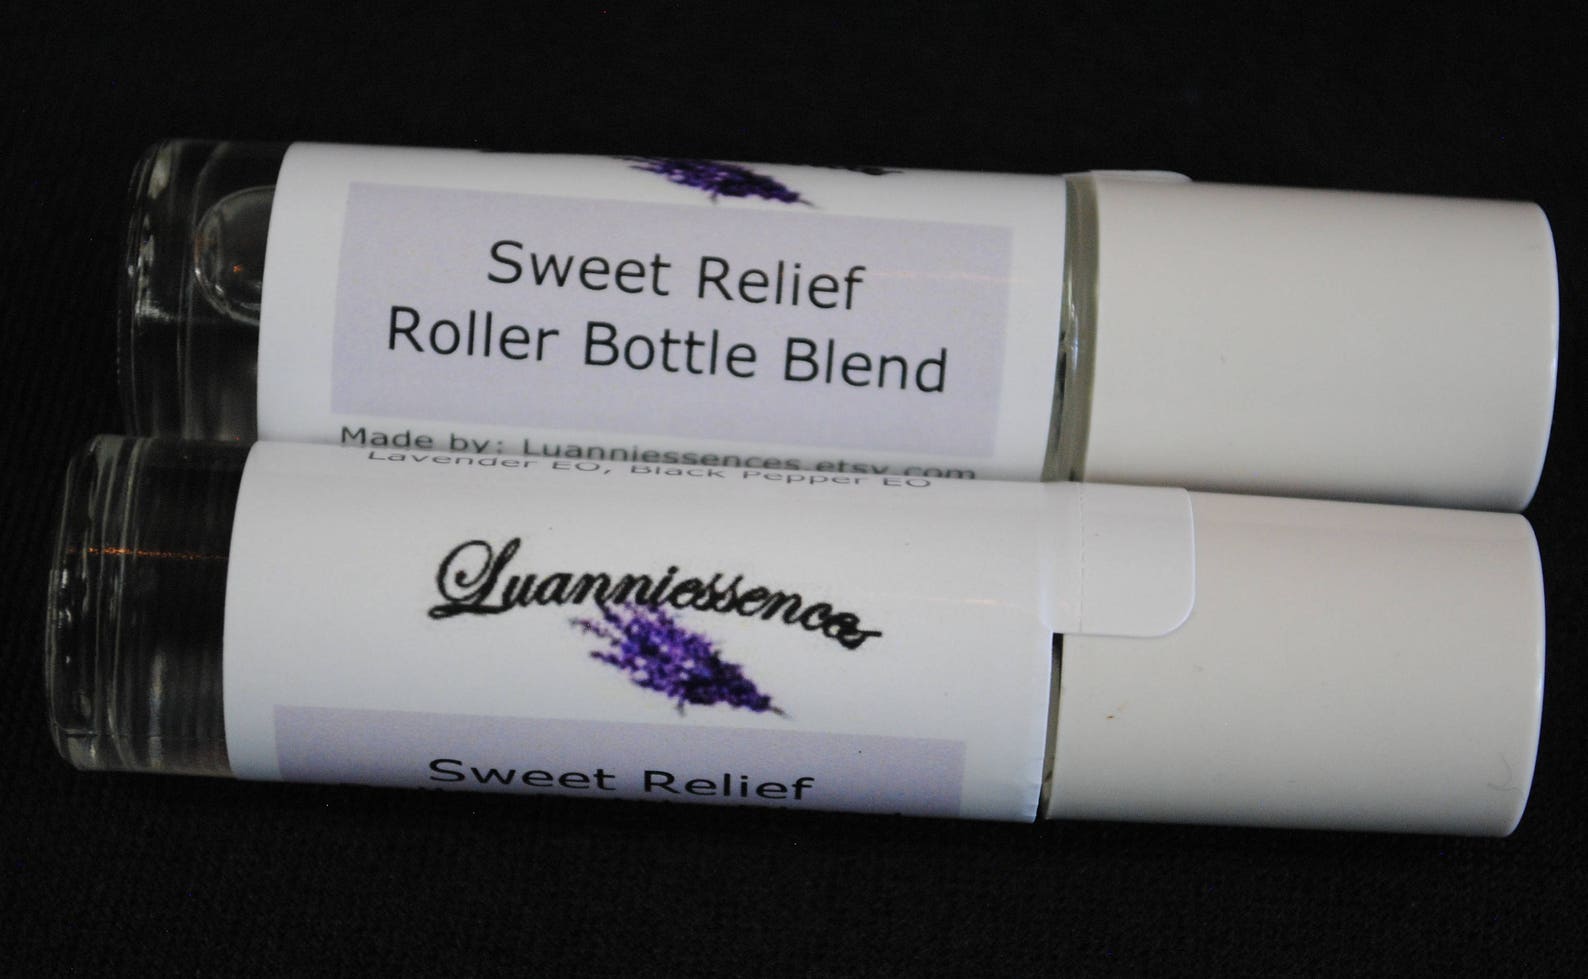 Sweet Relief
Roller Bottle Blend
Made by: Luanniessences.etsy.com
Lavender EO, Black Pepper EO
Luanniessences
Sweet Relief